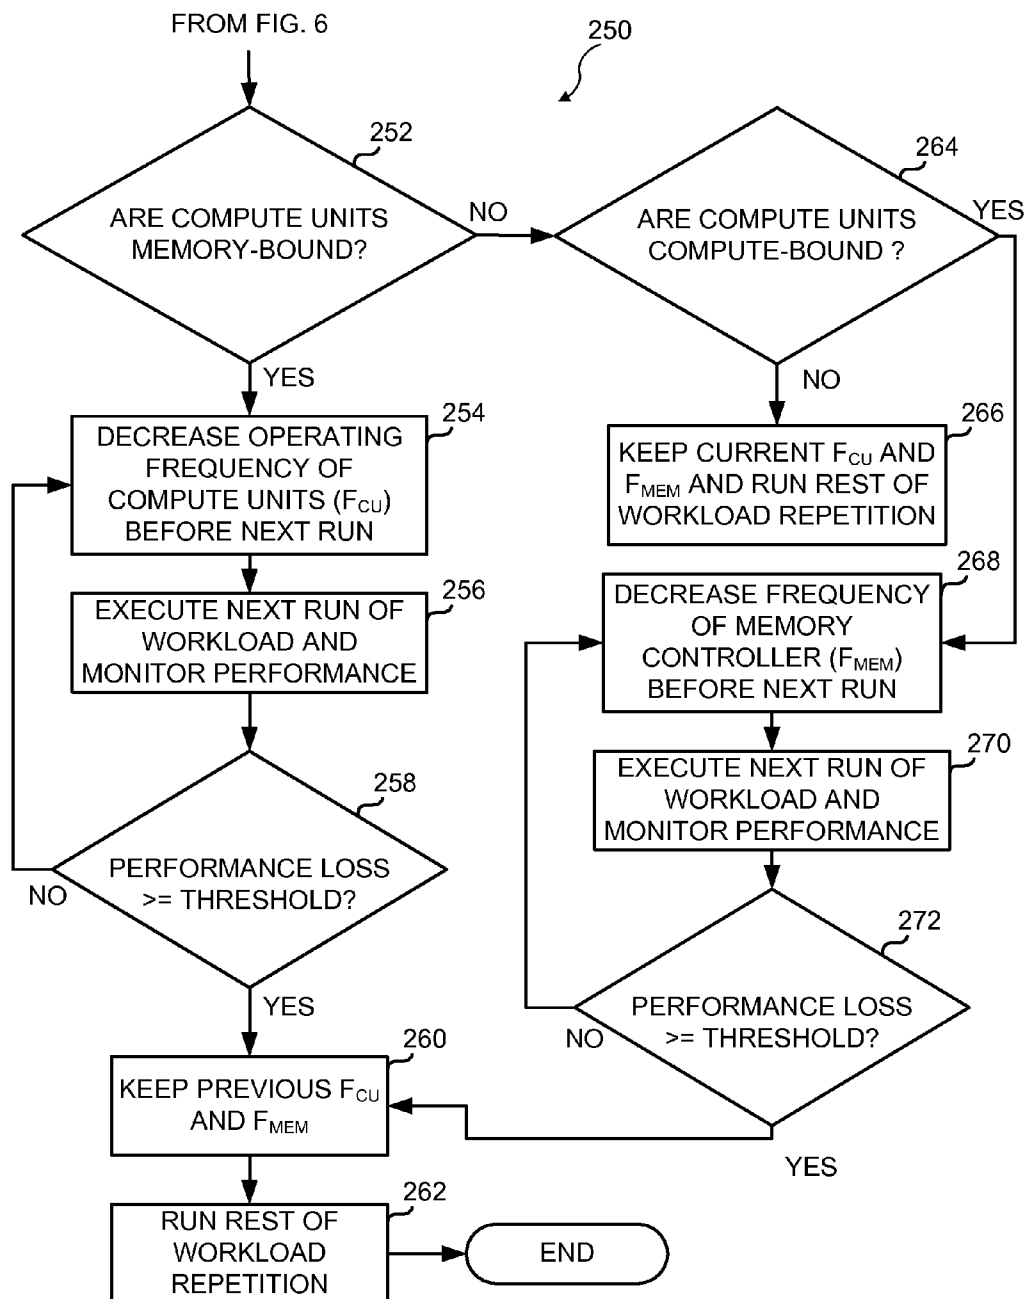 FROM FIG. 6
250
252
ARE COMPUTE UNITS
MEMORY-BOUND?
NO
YES
264
ARE COMPUTE UNITS
COMPUTE-BOUND ?
YES
NO
254
DECREASE OPERATING
FREQUENCY OF
COMPUTE UNITS (FCU)
BEFORE NEXT RUN
266
KEEP CURRENT FCU AND
FMEM AND RUN REST OF
WORKLOAD REPETITION
256
EXECUTE NEXT RUN OF
WORKLOAD AND
MONITOR PERFORMANCE
268
DECREASE FREQUENCY
OF MEMORY
CONTROLLER (FMEM)
BEFORE NEXT RUN
258
PERFORMANCE LOSS
>= THRESHOLD?
NO
YES
270
EXECUTE NEXT RUN OF
WORKLOAD AND
MONITOR PERFORMANCE
272
PERFORMANCE LOSS
>= THRESHOLD?
NO
YES
260
KEEP PREVIOUS FCU
AND FMEM
262
RUN REST OF
WORKLOAD
REPETITION
END